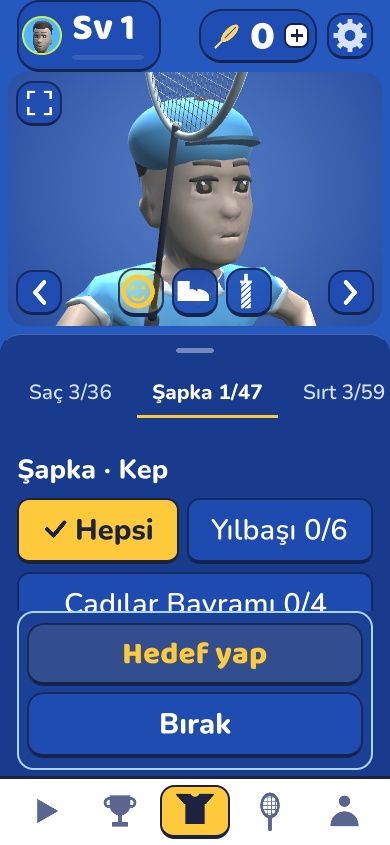 Sv 1
0
Saç 3/36
Şapka 1/47
Sırt 3/59
Şapka · Kep
Hepsi
Yılbaşı 0/6
Cadılar Bayramı 0/4
Hedef yap
Bırak